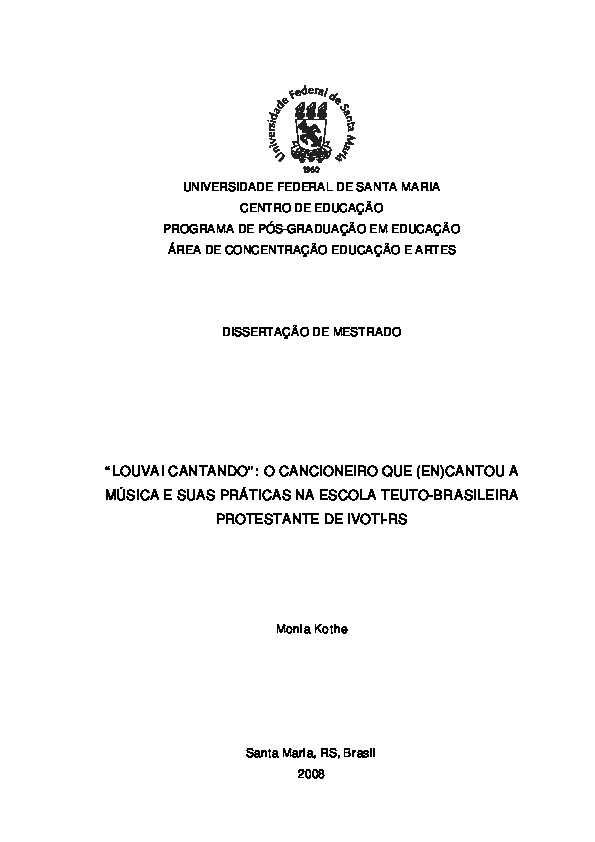 Universidade Federal de Santa Maria
1960
UNIVERSIDADE FEDERAL DE SANTA MARIA
CENTRO DE EDUCAÇÃO
PROGRAMA DE PÓS-GRADUAÇÃO EM EDUCAÇÃO
ÁREA DE CONCENTRAÇÃO EDUCAÇÃO E ARTES
DISSERTAÇÃO DE MESTRADO
“LOUVAI CANTANDO”: O CANCIONEIRO QUE (EN)CANTOU A
MÚSICA E SUAS PRÁTICAS NA ESCOLA TEUTO-BRASILEIRA
PROTESTANTE DE IVOTI-RS
Monia Kothe
Santa Maria, RS, Brasil
2008